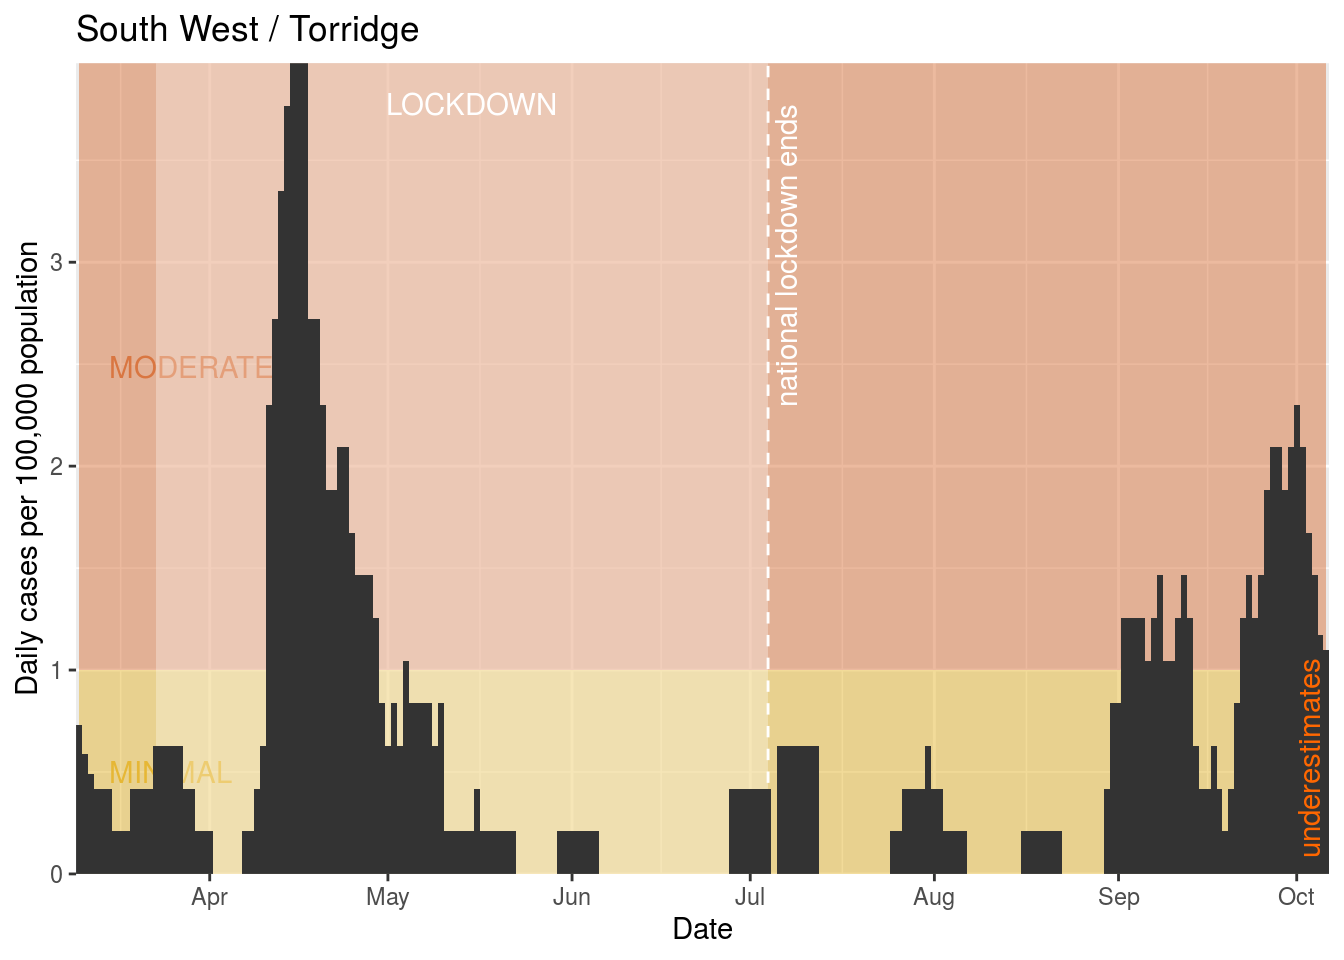 South West / Torridge
LOCKDOWN
national lockdown ends
MODERATE
MINIMAL
underestimates
Daily cases per 100,000 population
3
2
1
0
Apr May Jun Jul Aug Sep Oct
Date